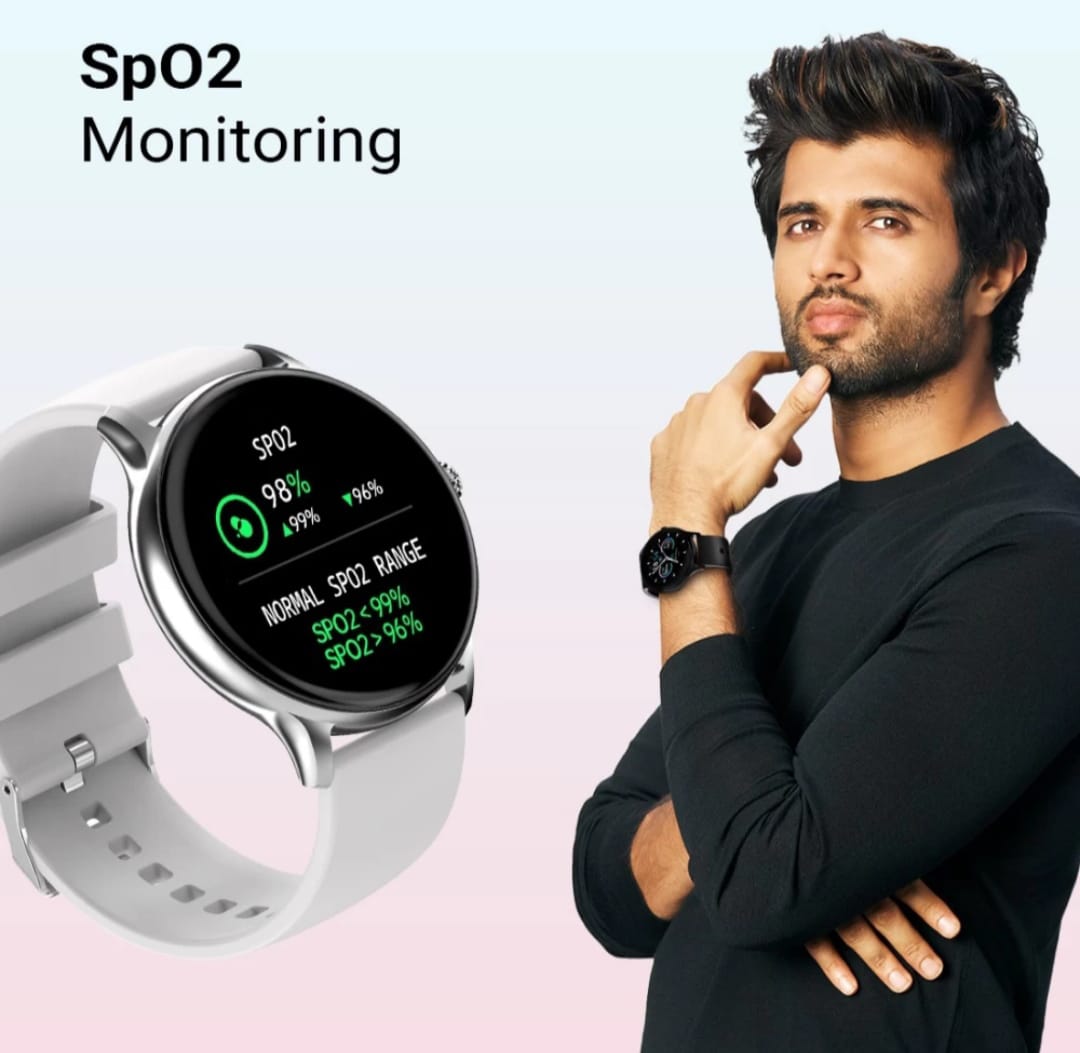 SpO2
Monitoring
SPO2
98%
▲99% ▼96%
NORMAL SPO2 RANGE
SPO2<99%
SPO2>96%